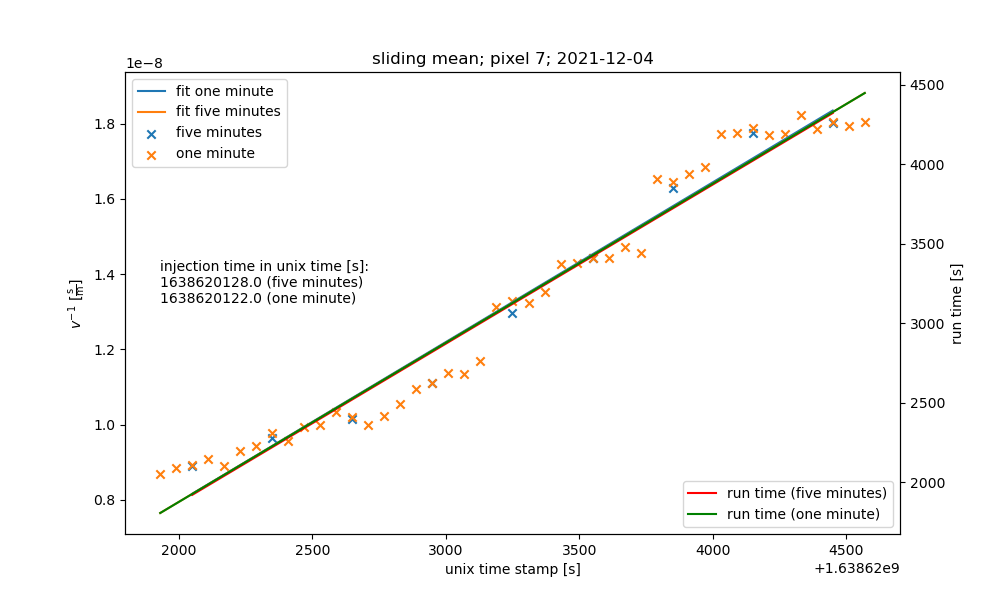 sliding mean; pixel 7; 2021-12-04
1e−8
fit one minute
fit five minutes
five minutes
one minute
injection time in unix time [s]:
1638620128.0 (five minutes)
1638620122.0 (one minute)
run time (five minutes)
run time (one minute)
v⁻¹ [s/m]
1.8
1.6
1.4
1.2
1.0
0.8
4500
4000
3500
3000
2500
2000
run time [s]
2000 2500 3000 3500 4000 4500
unix time stamp [s]
+1.63862e9